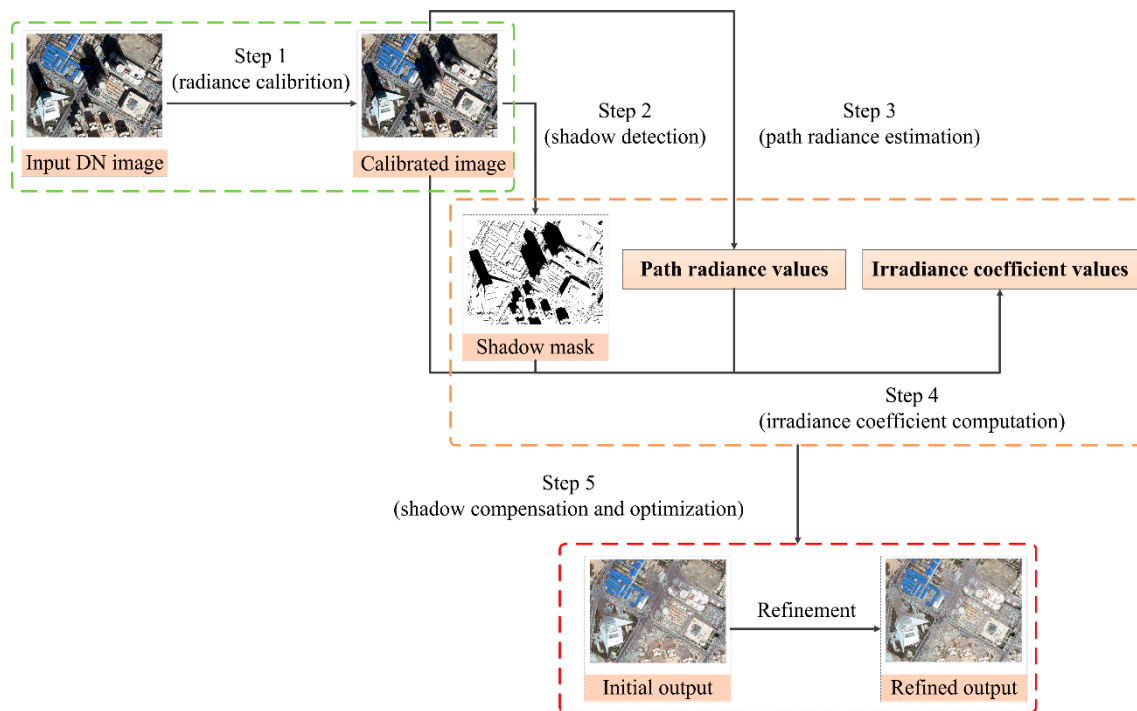 Step 1
(radiance calibrition)
Input DN image
Calibrated image
Step 2
(shadow detection)
Step 3
(path radiance estimation)
Shadow mask
Path radiance values
Irradiance coefficient values
Step 4
(irradiance coefficient computation)
Step 5
(shadow compensation and optimization)
Initial output
Refinement
Refined output